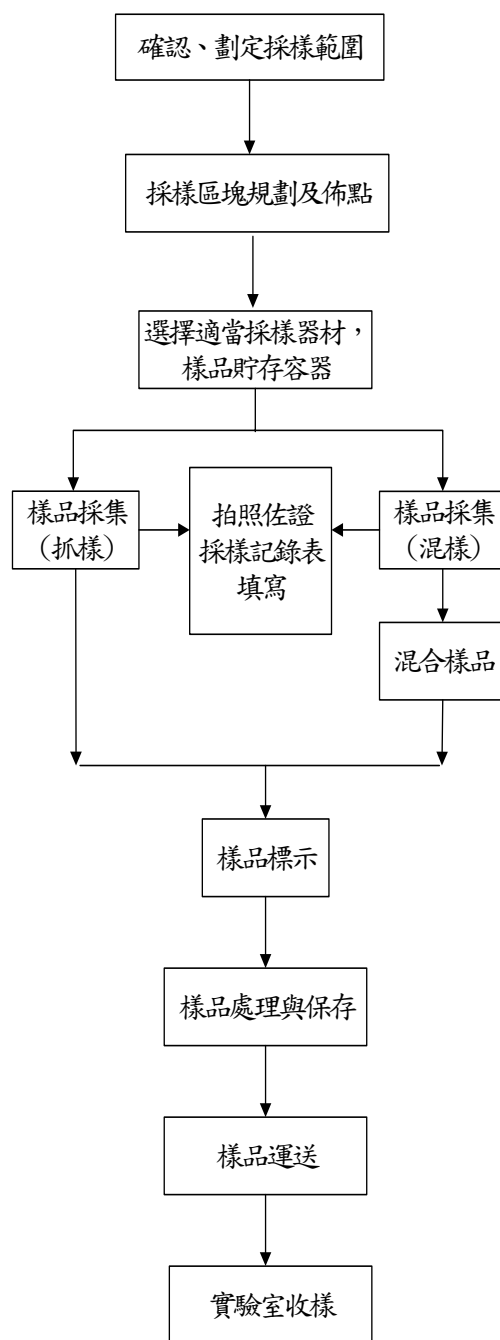 確認、劃定採樣範圍
採樣區塊規劃及佈點
選擇適當採樣器材，
樣品貯存容器
樣品採集
（抓樣）
拍照佐證
採樣記錄表
填寫
樣品採集
（混樣）
混合樣品
樣品標示
樣品處理與保存
樣品運送
實驗室收樣